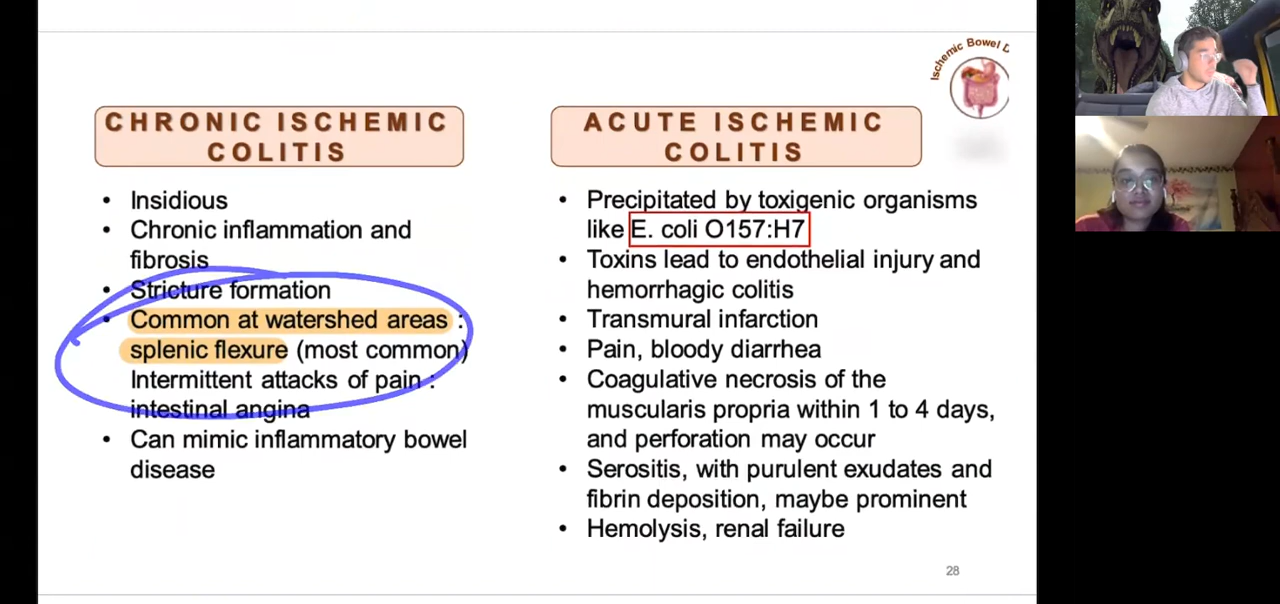 Ischemic Bowel D
CHRONIC ISCHEMIC
COLITIS
• Insidious
• Chronic inflammation and
fibrosis
• Stricture formation
• Common at watershed areas :
splenic flexure (most common)
Intermittent attacks of pain :
intestinal angina
• Can mimic inflammatory bowel
disease
ACUTE ISCHEMIC
COLITIS
• Precipitated by toxigenic organisms
like E. coli O157:H7
• Toxins lead to endothelial injury and
hemorrhagic colitis
• Transmural infarction
• Pain, bloody diarrhea
• Coagulative necrosis of the
muscularis propria within 1 to 4 days,
and perforation may occur
• Serositis, with purulent exudates and
fibrin deposition, maybe prominent
• Hemolysis, renal failure
28